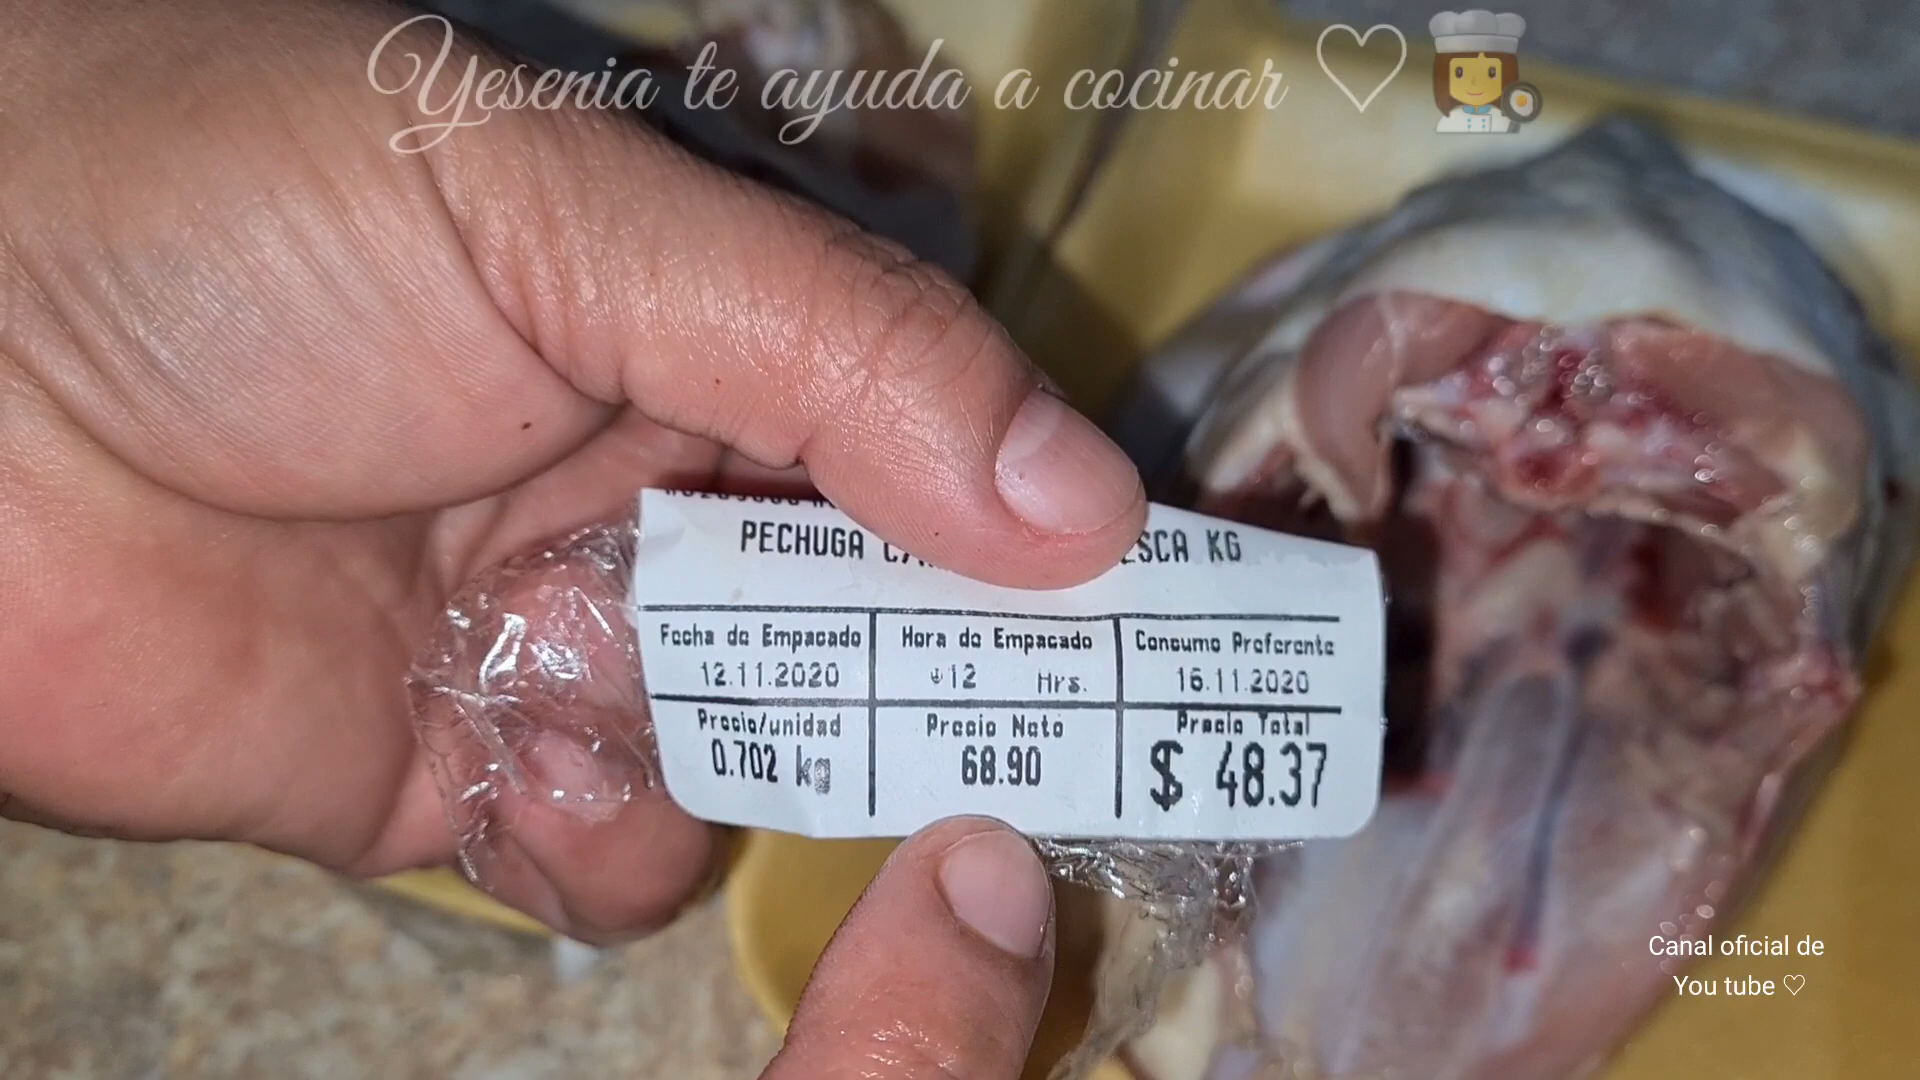 Yesenia te ayuda a cocinar ♡
PECHUGA ESCA KG
Fecha de Empacado Hora de Empacado Consumo Preferente
12.11.2020 12 Hrs. 16.11.2020
Precio/unidad Precio Neto Precio Total
0.702 kg 68.90 $ 48.37
Canal oficial de
You tube ♡